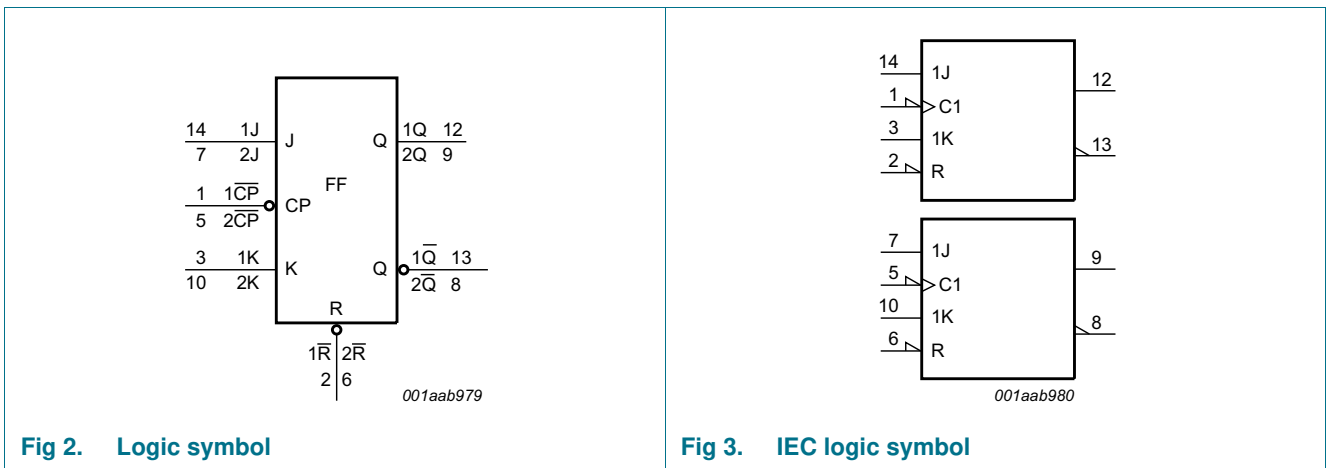 14 1J J Q 1Q 12
7 2J 2Q 9
FF
1 1C̅P̅ CP
5 2C̅P̅
3 1K K Q 1Q̅ 13
10 2K 2Q̅ 8
R
1R̅ 2R̅
2 6
001aab979
Fig 2. Logic symbol
14 1J 12
1 C1
3 1K 13
2 R
7 1J 9
5 C1
10 1K 8
6 R
001aab980
Fig 3. IEC logic symbol